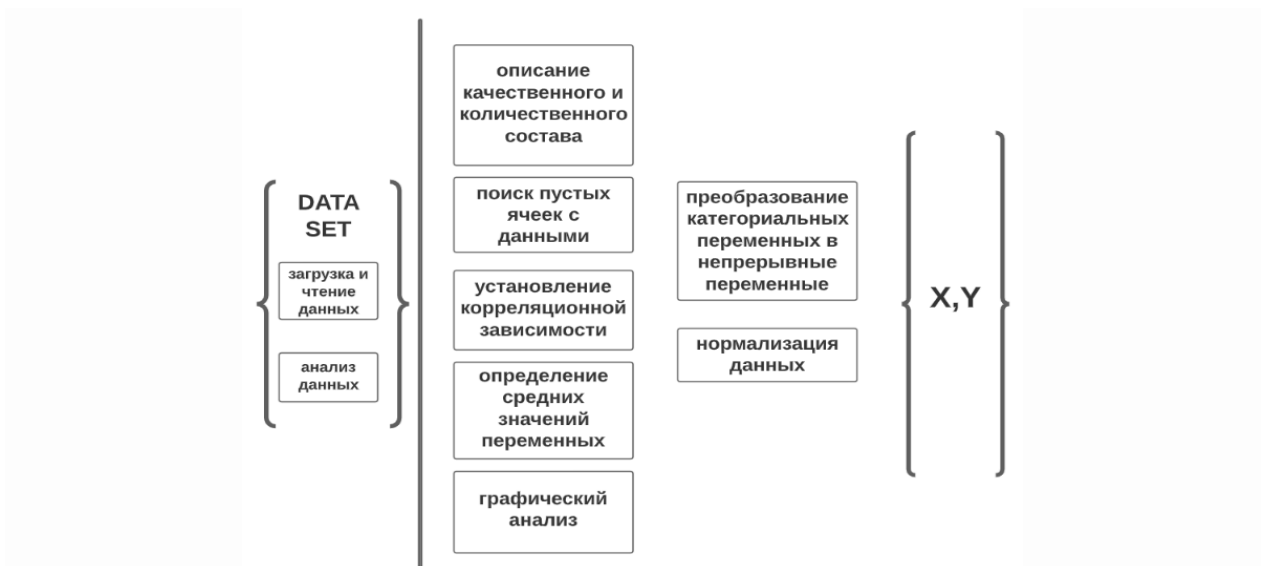 DATA
SET
загрузка и
чтение
данных
анализ
данных
описание
качественного и
количественного
состава
поиск пустых
ячеек с
данными
установление
корреляционной
зависимости
определение
средних
значений
переменных
графический
анализ
преобразование
категориальных
переменных в
непрерывные
переменные
нормализация
данных
X,Y